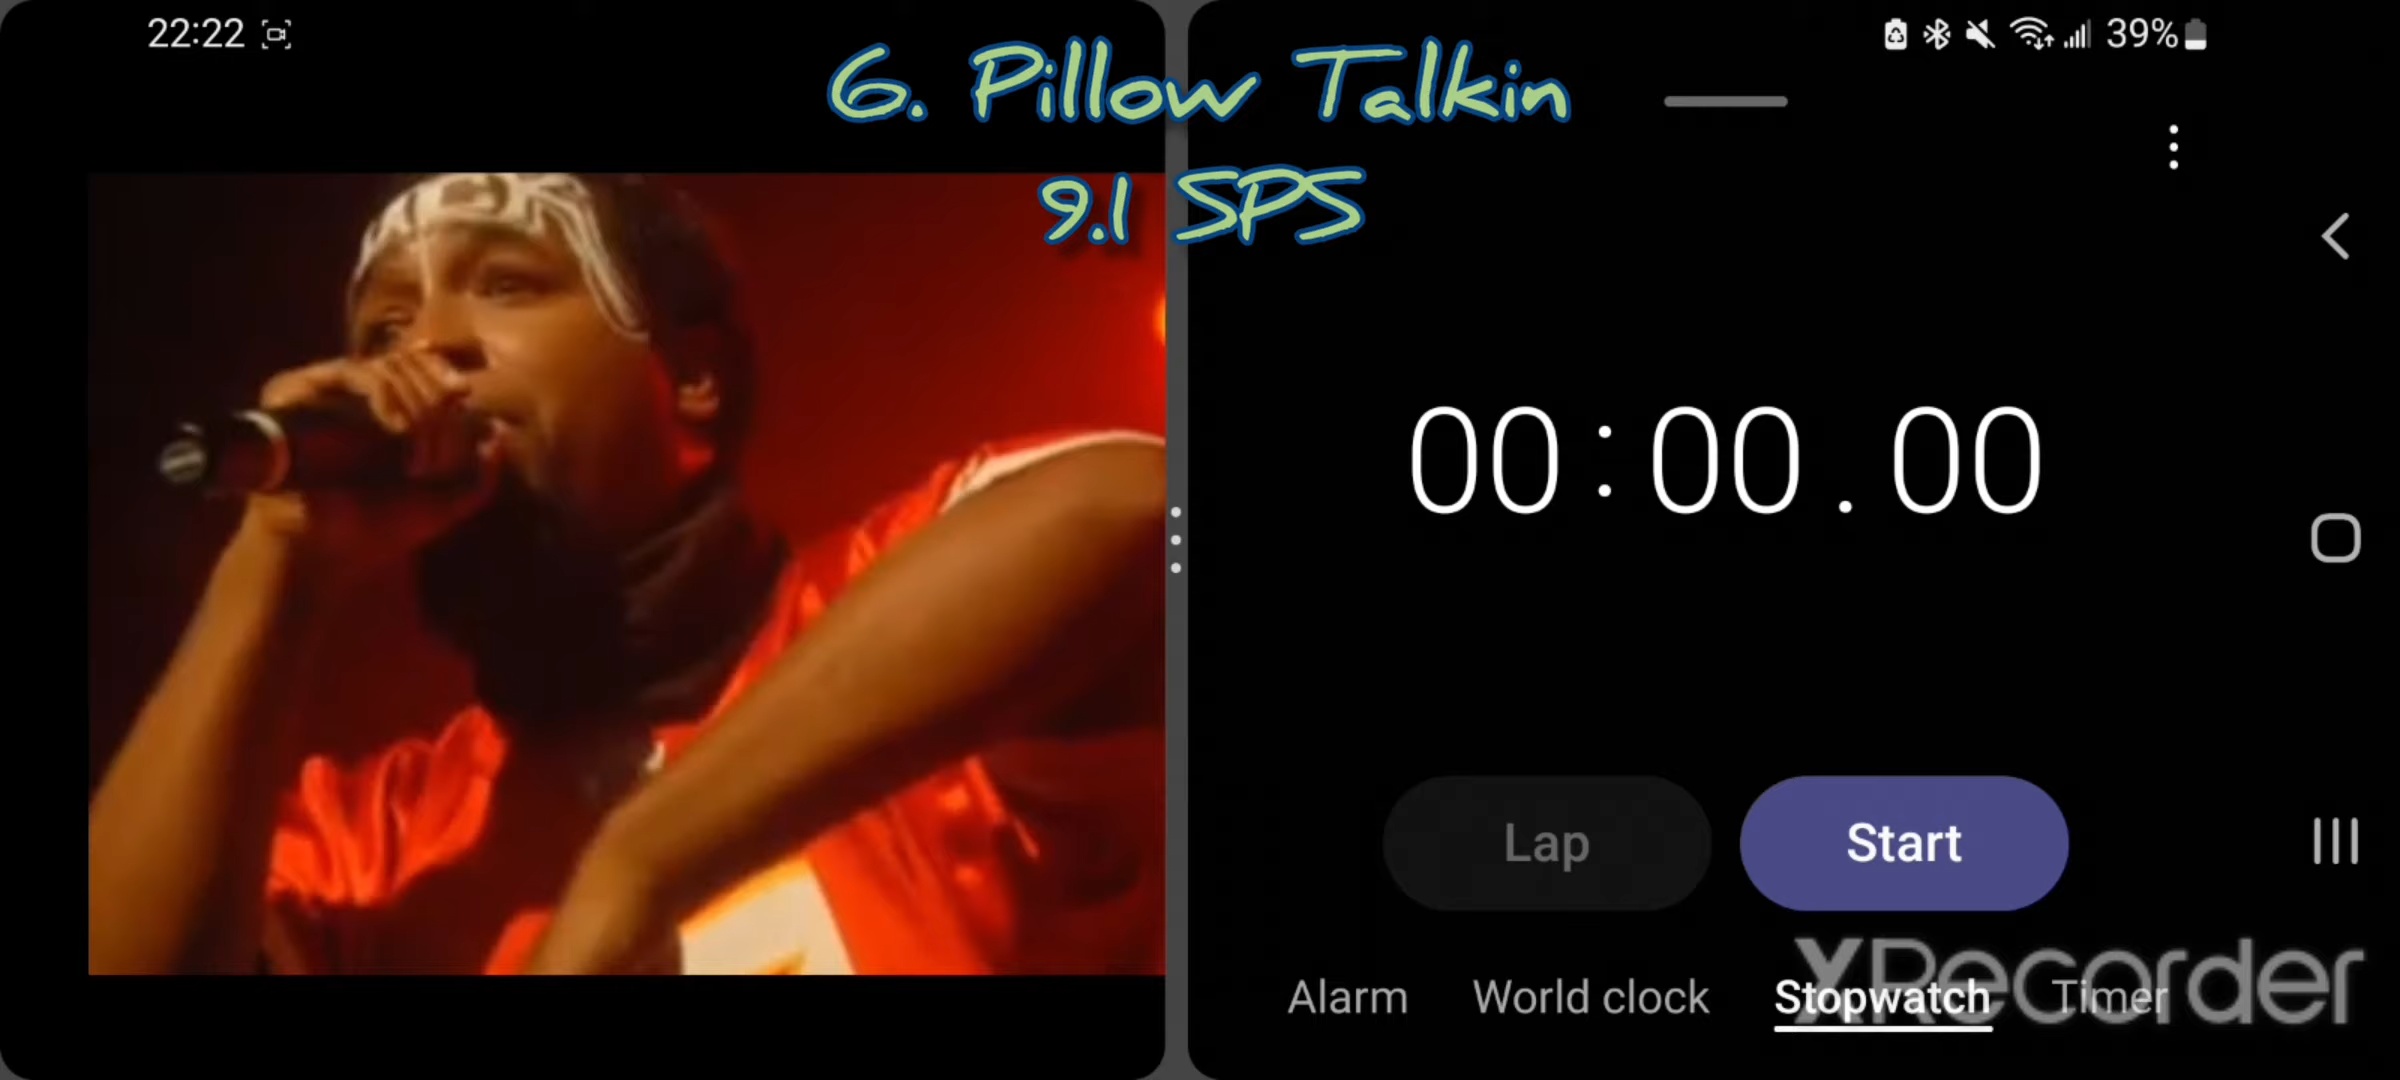 22:22
39%
6. Pillow Talkin
9.1 SPS
00:00.00
Lap
Start
Alarm
World clock
Stopwatch
Timer
XRecorder